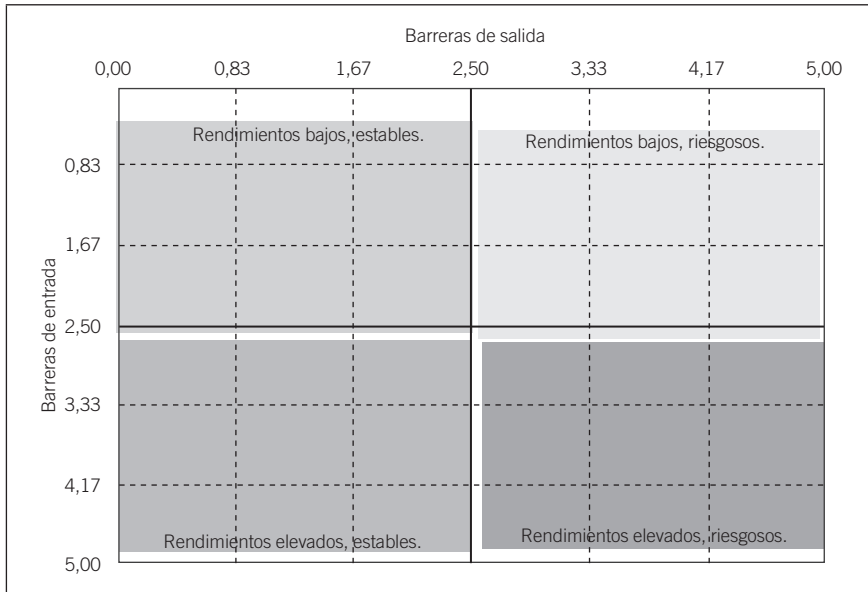 Barreras de salida
0,00 0,83 1,67 2,50 3,33 4,17 5,00
Rendimientos bajos, estables. Rendimientos bajos, riesgosos.
0,83
1,67
Barreras de entrada
2,50
3,33
4,17
Rendimientos elevados, estables. Rendimientos elevados, riesgosos.
5,00